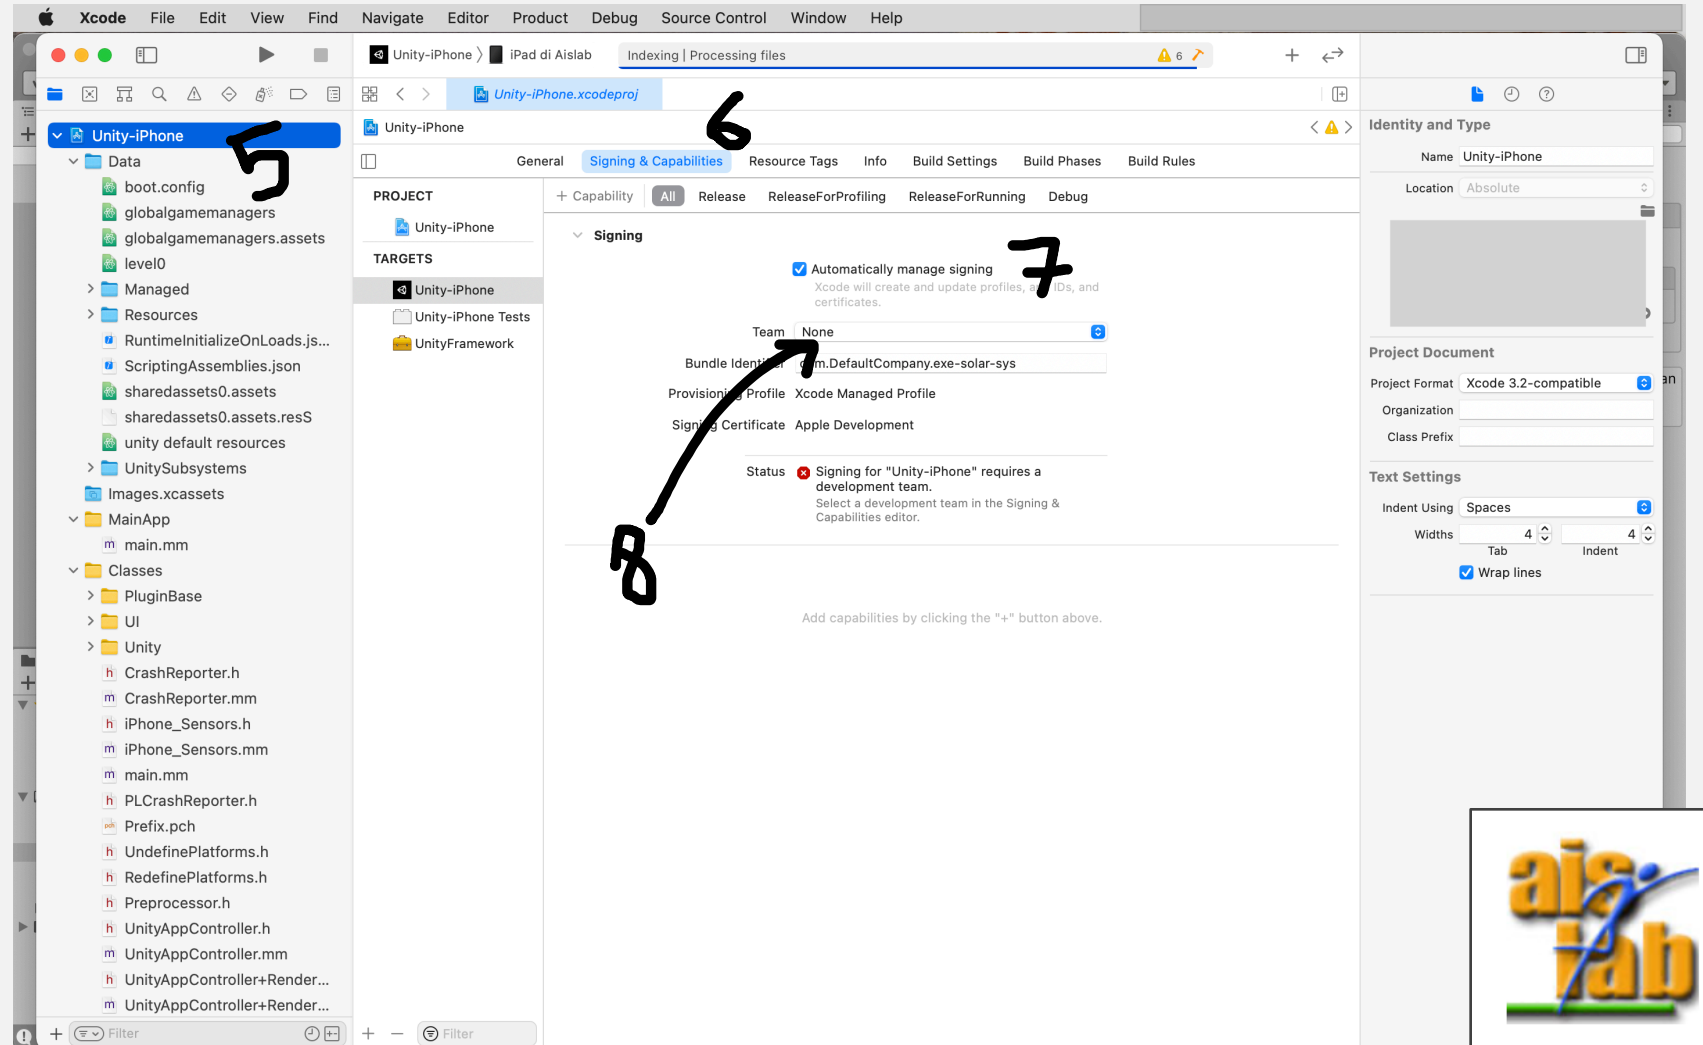 Xcode File Edit View Find Navigate Editor Product Debug Source Control Window Help
Unity-iPhone 〉 iPad di Aislab
Indexing | Processing files
6
Unity-iPhone.xcodeproj
Unity-iPhone
5
Data
boot.config
globalgamemanagers
globalgamemanagers.assets
level0
Managed
Resources
RuntimeInitializeOnLoads.js...
ScriptingAssemblies.json
sharedassets0.assets
sharedassets0.assets.resS
unity default resources
UnitySubsystems
Images.xcassets
MainApp
main.mm
Classes
PluginBase
UI
Unity
CrashReporter.h
CrashReporter.mm
iPhone_Sensors.h
iPhone_Sensors.mm
main.mm
PLCrashReporter.h
Prefix.pch
UndefinePlatforms.h
RedefinePlatforms.h
Preprocessor.h
UnityAppController.h
UnityAppController.mm
UnityAppController+Render...
UnityAppController+Render...
Filter
Unity-iPhone
6
General Signing & Capabilities Resource Tags Info Build Settings Build Phases Build Rules
PROJECT
Unity-iPhone
TARGETS
Unity-iPhone
Unity-iPhone Tests
UnityFramework
Filter
+ Capability All Release ReleaseForProfiling ReleaseForRunning Debug
Signing
7
Automatically manage signing
Xcode will create and update profiles, IDs, and
certificates.
Team None
Bundle Identifier com.DefaultCompany.exe-solar-sys
Provisioning Profile Xcode Managed Profile
Signing Certificate Apple Development
Status Signing for "Unity-iPhone" requires a
development team.
Select a development team in the Signing &
Capabilities editor.
8
Add capabilities by clicking the "+" button above.
Identity and Type
Name Unity-iPhone
Location Absolute
Project Document
Project Format Xcode 3.2-compatible
Organization
Class Prefix
Text Settings
Indent Using Spaces
Widths 4 4
Tab Indent
Wrap lines
an
ais
lab